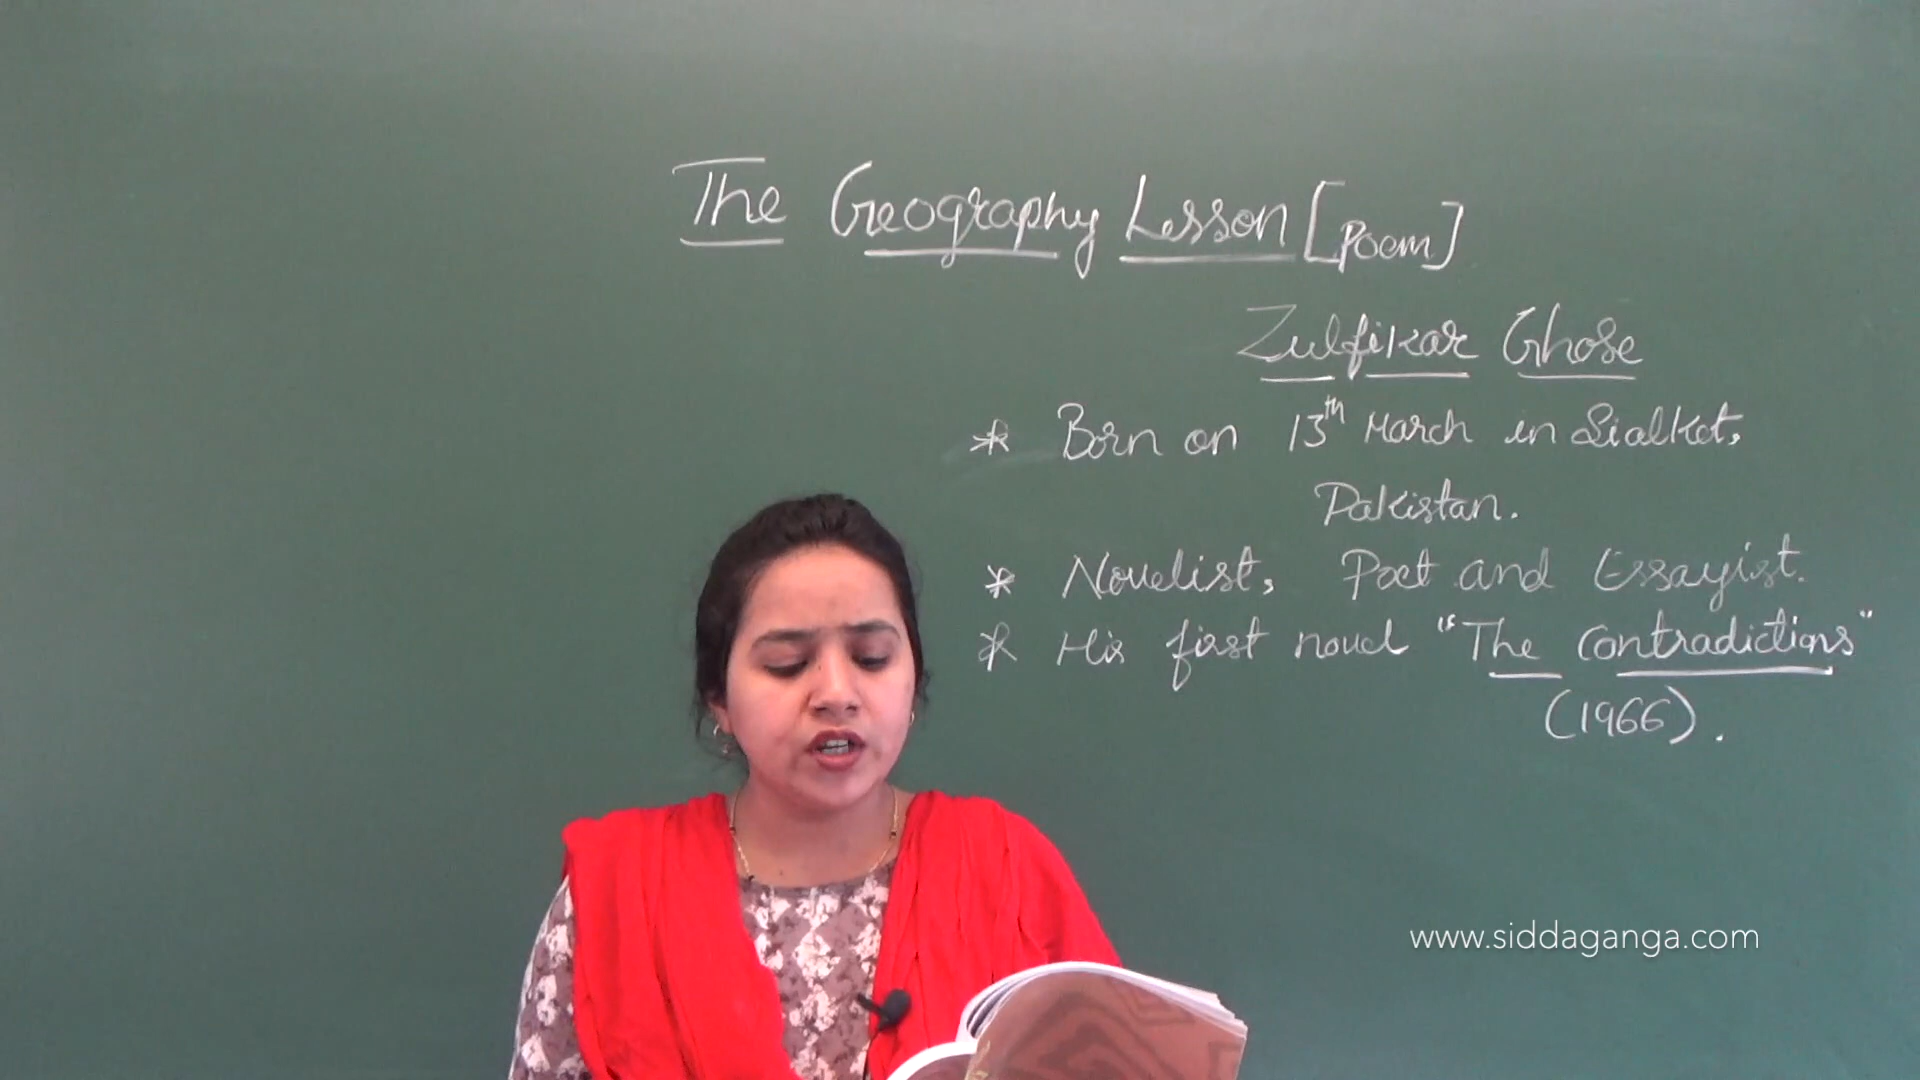 The Geography Lesson [Poem]
Zulfikar Ghose
* Born on 13th March in Sialkot,
Pakistan.
* Novelist, Poet and Essayist.
* His first novel "The Contradictions"
(1966).
www.siddaganga.com